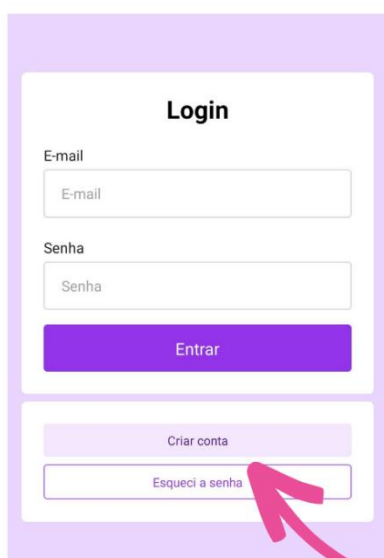 Login
E-mail
E-mail
Senha
Senha
Entrar
Criar conta
Esqueci a senha